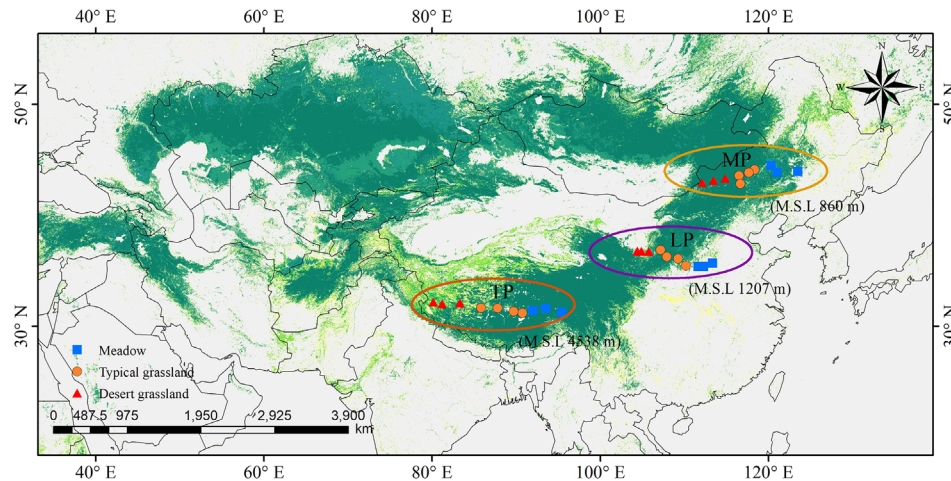 40° E 60° E 80° E 100° E 120° E
N
W E
S
50° N 50° N
MP
(M.S.L 860 m)
LP
(M.S.L 1207 m)
TP
(M.S.L 4538 m)
30° N 30° N
Meadow
Typical grassland
Desert grassland
0 487.5 975 1,950 2,925 3,900
km
40° E 60° E 80° E 100° E 120° E